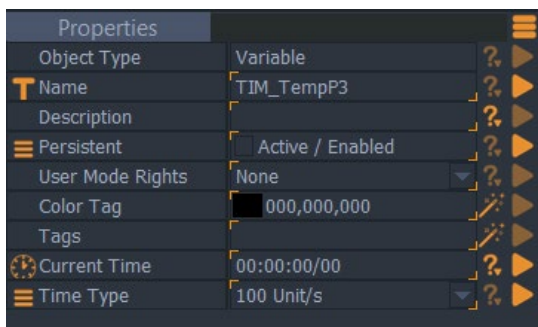 Properties
Object Type Variable
Name TIM_TempP3
Description
Persistent Active / Enabled
User Mode Rights None
Color Tag 000,000,000
Tags
Current Time 00:00:00/00
Time Type 100 Unit/s